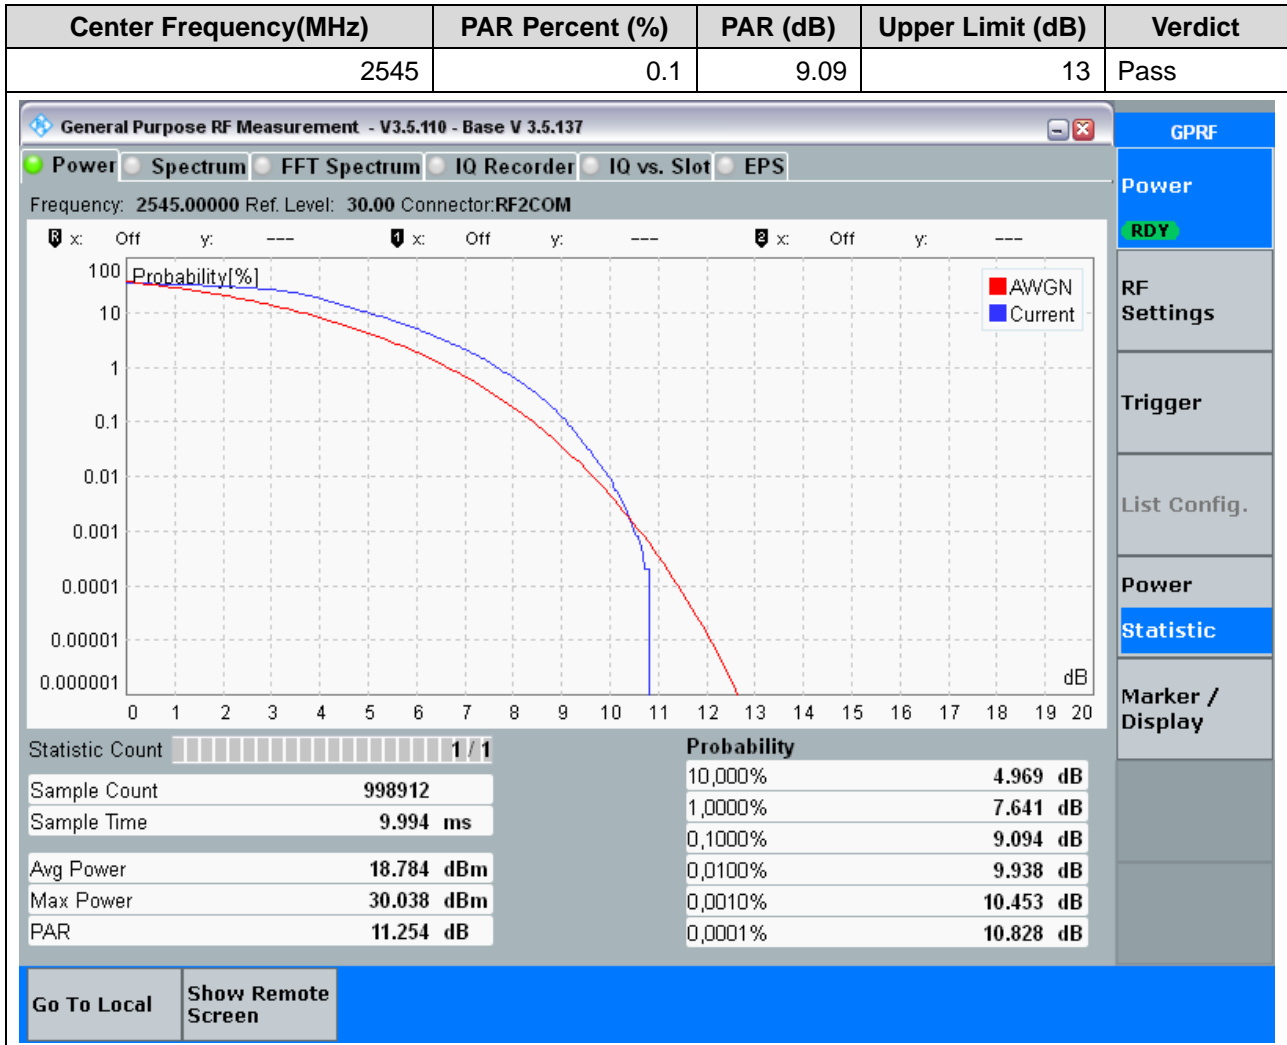 Center Frequency(MHz) PAR Percent (%) PAR (dB) Upper Limit (dB) Verdict
2545 0.1 9.09 13 Pass
General Purpose RF Measurement - V3.5.110 - Base V 3.5.137
GPRF
Power Spectrum FFT Spectrum IQ Recorder IQ vs. Slot EPS
Frequency: 2545.00000 Ref. Level: 30.00 Connector:RF2COM
R x: Off y: --- 1 x: Off y: --- 2 x: Off y: ---
Power
RDY
RF
Settings
Trigger
List Config.
Power
Statistic
Marker /
Display
Probability[%]
AWGN
Current
100
10
1
0.1
0.01
0.001
0.0001
0.00001
0.000001
dB
0 1 2 3 4 5 6 7 8 9 10 11 12 13 14 15 16 17 18 19 20
Statistic Count 1 / 1
Sample Count 998912
Sample Time 9.994 ms
Avg Power 18.784 dBm
Max Power 30.038 dBm
PAR 11.254 dB
Probability
10,000% 4.969 dB
1,0000% 7.641 dB
0,1000% 9.094 dB
0,0100% 9.938 dB
0,0010% 10.453 dB
0,0001% 10.828 dB
Go To Local
Show Remote
Screen